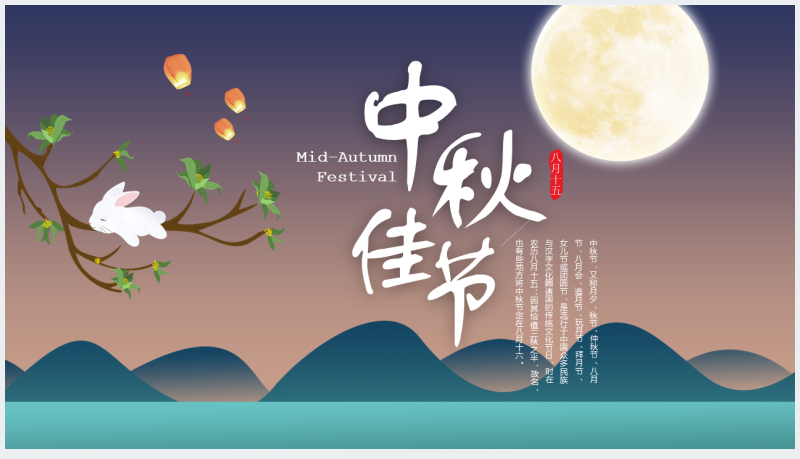 中秋佳节
Mid-Autumn
Festival
八月十五
中秋节，又称月夕、秋节、仲秋节、八月
节、八月会、追月节、玩月节、拜月节、
女儿节或团圆节，是流行于中国众多民族
与汉字文化圈诸国的传统文化节日，时在
农历八月十五；因其恰值三秋之半，故名，
也有些地方将中秋节定在八月十六。